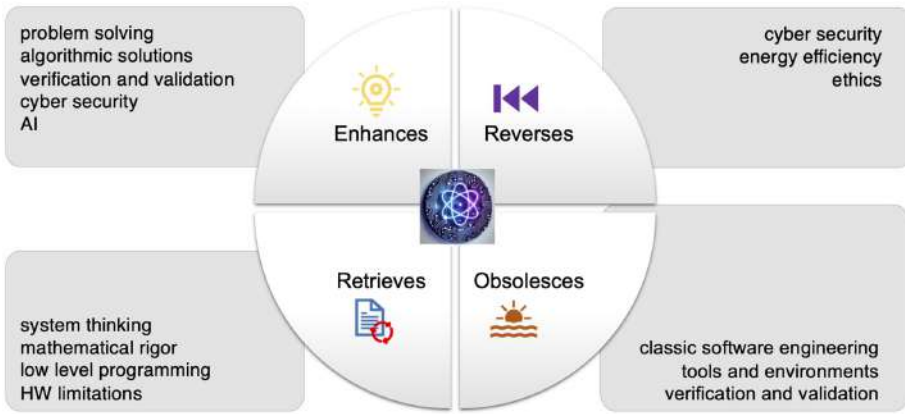 problem solving
algorithmic solutions
verification and validation
cyber security
AI
Enhances
Reverses
cyber security
energy efficiency
ethics
Retrieves
Obsolesces
system thinking
mathematical rigor
low level programming
HW limitations
classic software engineering
tools and environments
verification and validation